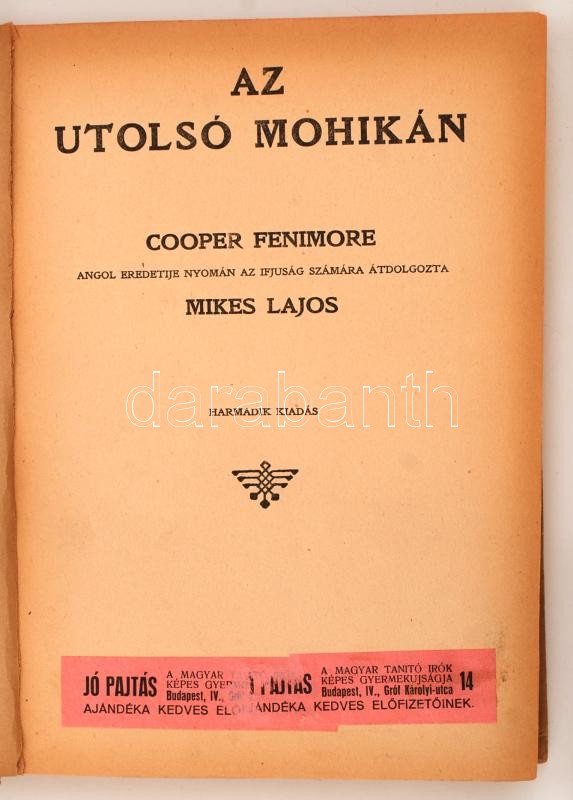 AZ
UTOLSÓ MOHIKÁN
COOPER FENIMORE
ANGOL EREDETIJE NYOMÁN AZ IFJUSÁG SZÁMÁRA ÁTDOLGOZTA
MIKES LAJOS
darabanth
HARMADIK KIADÁS
JÓ PAJTÁS
A MAGYAR
KÉPES GYERM
Budapest, IV.,
AJÁNDÉKA KEDVES ELŐ
PAJTÁS
A MAGYAR TANITÓ IRÓK
KÉPES GYERMEKUJSÁGJA
Budapest, IV., Gróf Károlyi-utca
14
JÁNDÉKA KEDVES ELŐFIZETŐINEK.